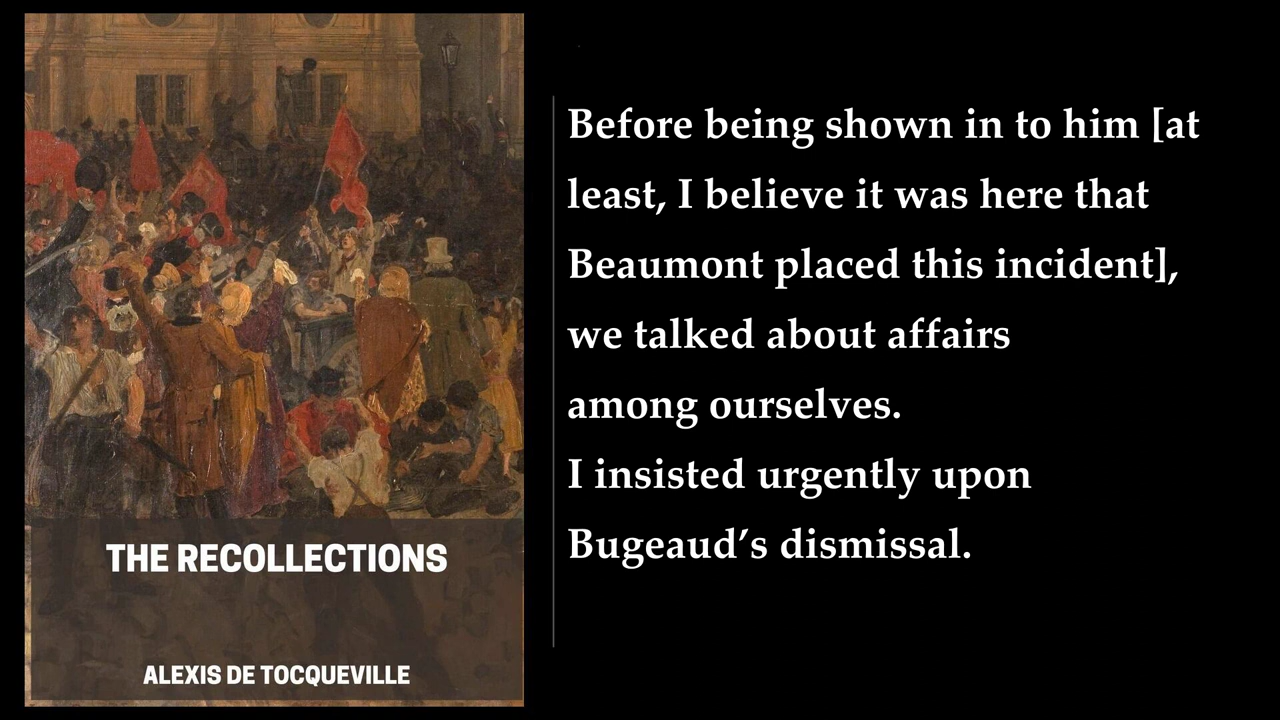 THE RECOLLECTIONS
ALEXIS DE TOCQUEVILLE
Before being shown in to him [at
least, I believe it was here that
Beaumont placed this incident],
we talked about affairs
among ourselves.
I insisted urgently upon
Bugeaud’s dismissal.